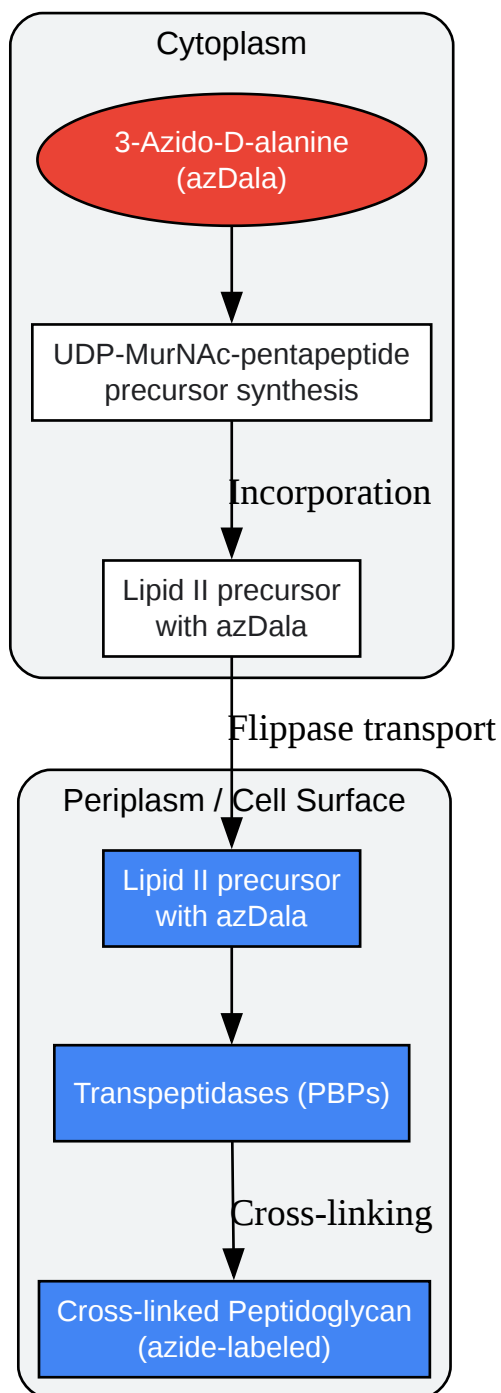 Cytoplasm
3-Azido-D-alanine
(azDala)
UDP-MurNAc-pentapeptide
precursor synthesis
Incorporation
Lipid II precursor
with azDala
Flippase transport
Periplasm / Cell Surface
Lipid II precursor
with azDala
Transpeptidases (PBPs)
Cross-linking
Cross-linked Peptidoglycan
(azide-labeled)